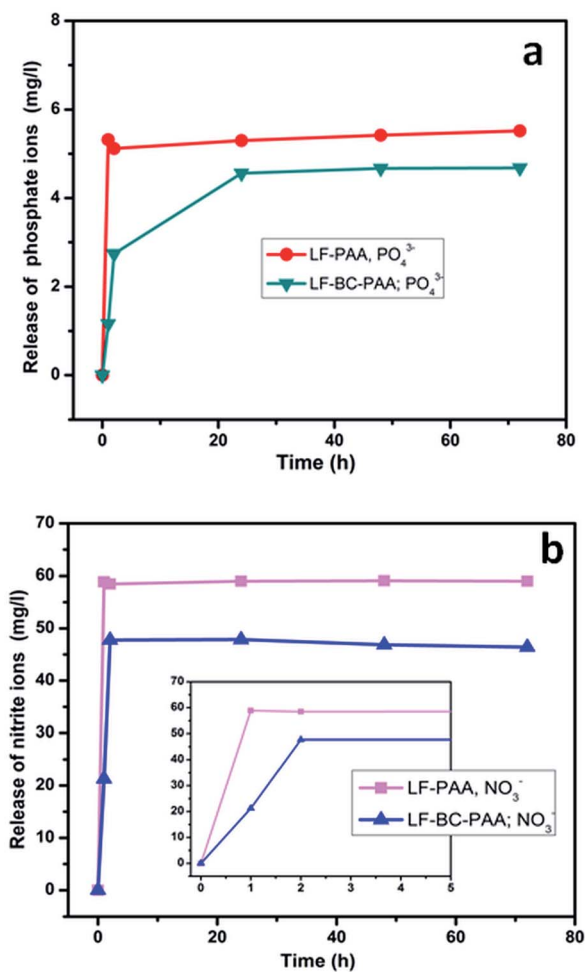 a
Release of phosphate ions (mg/l)
8
6
4
2
0
LF-PAA, PO₄³⁻
LF-BC-PAA; PO₄³⁻
0 20 40 60 80
Time (h)
b
Release of nitrite ions (mg/l)
70
60
50
40
30
20
10
0
70
60
50
40
30
20
10
0
0 1 2 3 4 5
LF-PAA, NO₃⁻
LF-BC-PAA; NO₃⁻
0 20 40 60 80
Time (h)